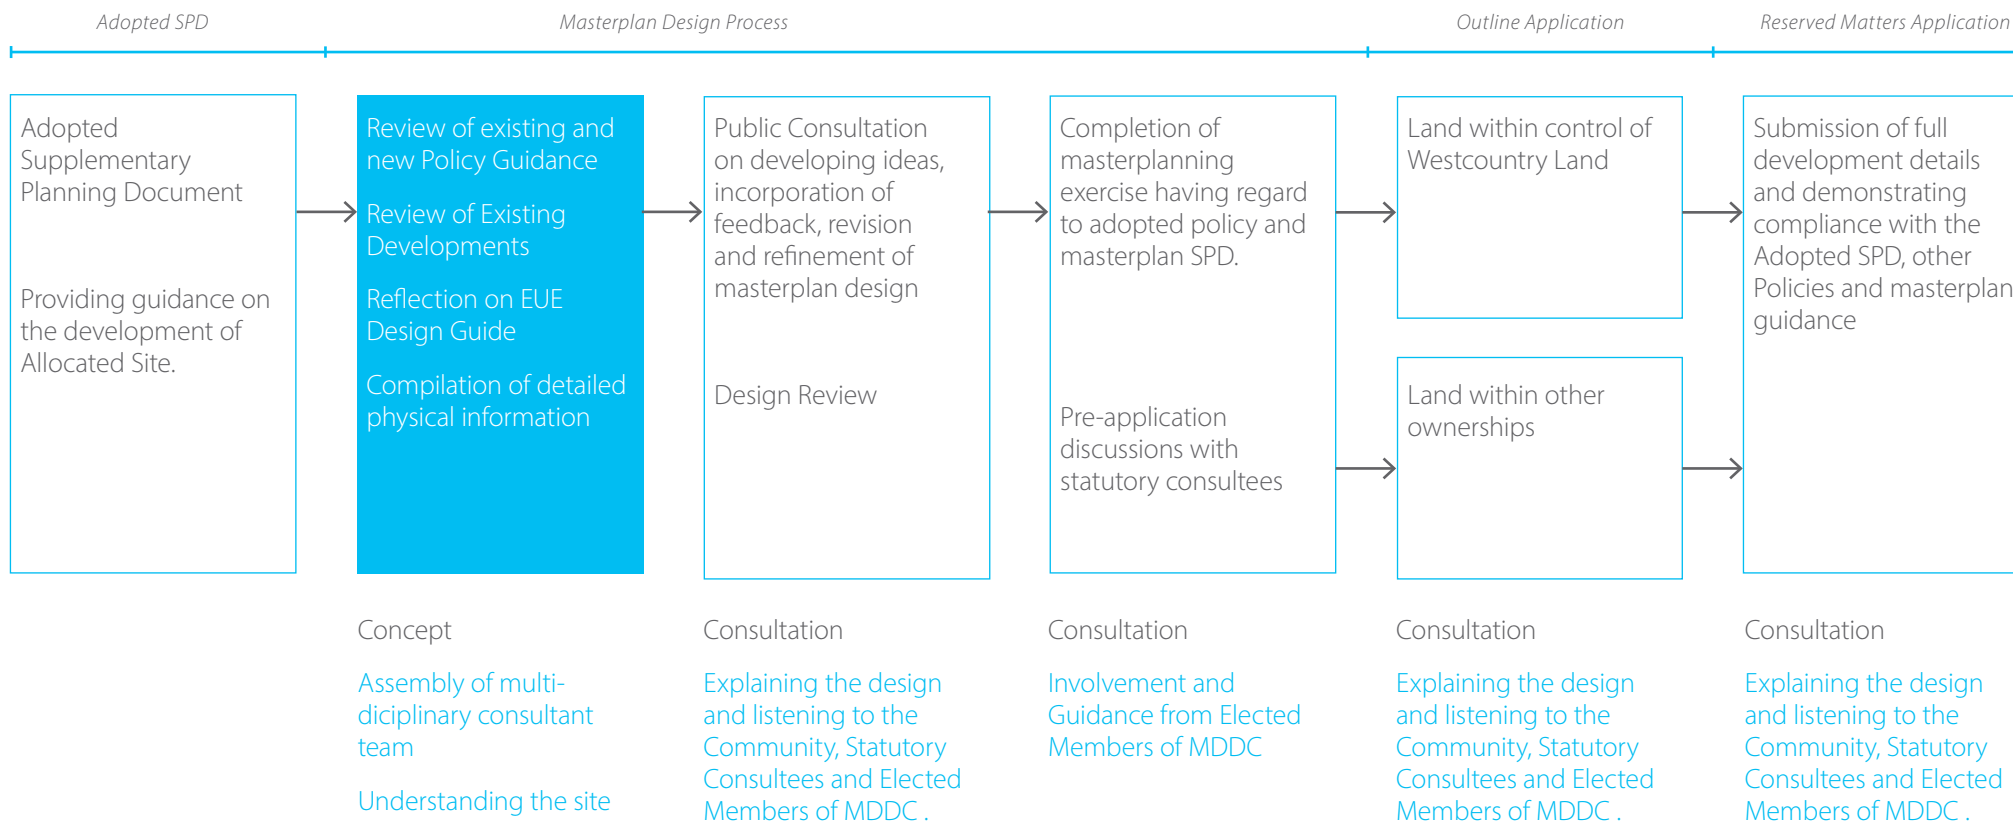 Adopted SPD
Masterplan Design Process
Outline Application
Reserved Matters Application
Adopted
Supplementary
Planning Document
Providing guidance on
the development of
Allocated Site.
Review of existing and
new Policy Guidance
Review of Existing
Developments
Reflection on EUE
Design Guide
Compilation of detailed
physical information
Public Consultation
on developing ideas,
incorporation of
feedback, revision
and refinement of
masterplan design
Design Review
Completion of
masterplanning
exercise having regard
to adopted policy and
masterplan SPD.
Pre-application
discussions with
statutory consultees
Land within control of
Westcountry Land
Land within other
ownerships
Submission of full
development details
and demonstrating
compliance with the
Adopted SPD, other
Policies and masterplan
guidance
Concept
Assembly of multi-
diciplinary consultant
team
Understanding the site
Consultation
Explaining the design
and listening to the
Community, Statutory
Consultees and Elected
Members of MDDC .
Consultation
Involvement and
Guidance from Elected
Members of MDDC
Consultation
Explaining the design
and listening to the
Community, Statutory
Consultees and Elected
Members of MDDC .
Consultation
Explaining the design
and listening to the
Community, Statutory
Consultees and Elected
Members of MDDC .